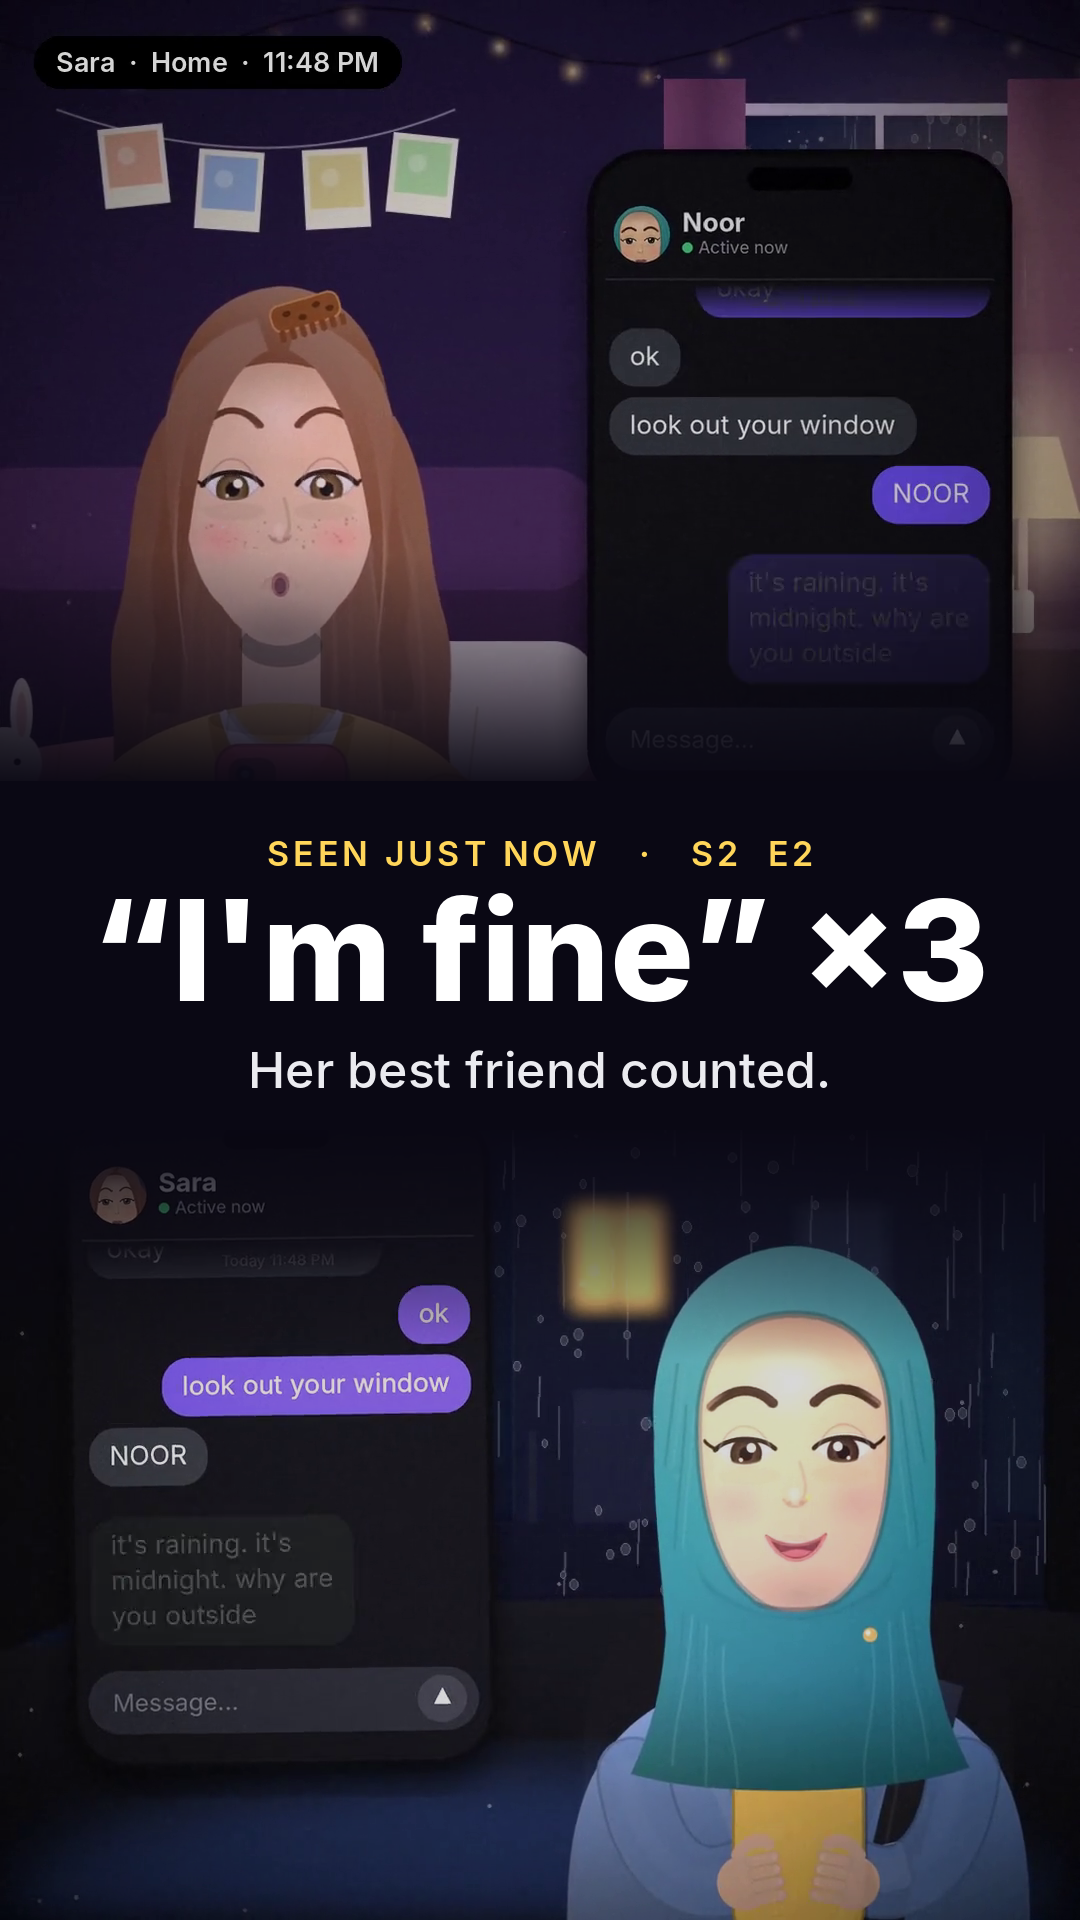 Sara · Home · 11:48 PM
Noor
Active now
okay
ok
look out your window
NOOR
it's raining. it's
midnight. why are
you outside
Message...
SEEN JUST NOW · S2 E2
“I'm fine” ×3
Her best friend counted.
Sara
Active now
okay
Today 11:48 PM
ok
look out your window
NOOR
it's raining. it's
midnight. why are
you outside
Message...